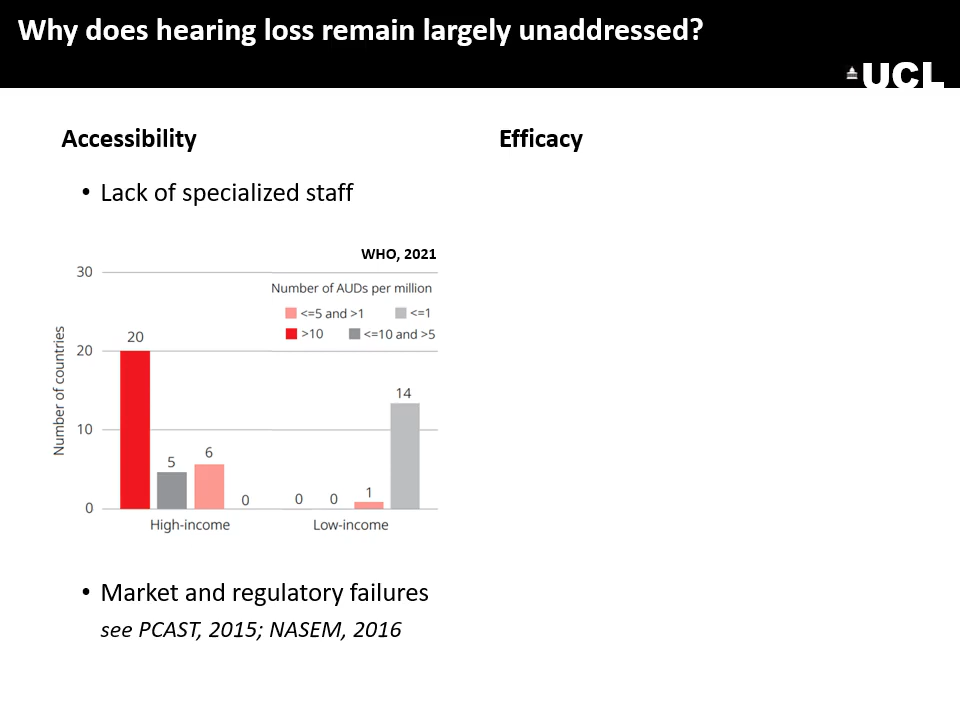 Why does hearing loss remain largely unaddressed?
UCL
Accessibility
Efficacy
• Lack of specialized staff
WHO, 2021
Number of AUDs per million
<=5 and >1
<=1
>10
<=10 and >5
Number of countries
30
20
10
0
20
5
6
0
0
0
1
14
High-income
Low-income
• Market and regulatory failures
see PCAST, 2015; NASEM, 2016